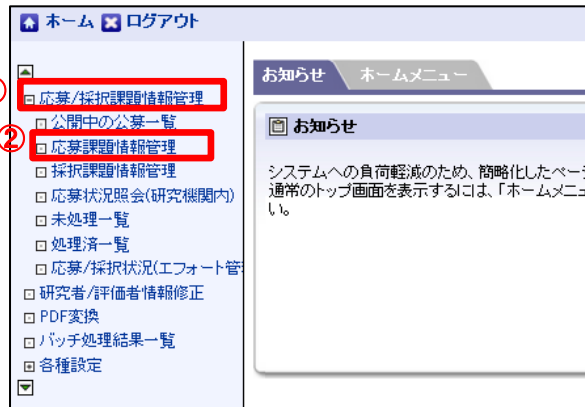 ホーム ログアウト
お知らせ ホームメニュー
応募/採択課題情報管理
公開中の公募一覧
②
応募課題情報管理
採択課題情報管理
応募状況照会(研究機関内)
未処理一覧
処理済一覧
応募/採択状況(エフォート管
研究者/評価者情報修正
PDF変換
バッチ処理結果一覧
各種設定
お知らせ
システムへの負荷軽減のため、簡略化したペー
通常のトップ画面を表示するには、「ホームメニュ
い。